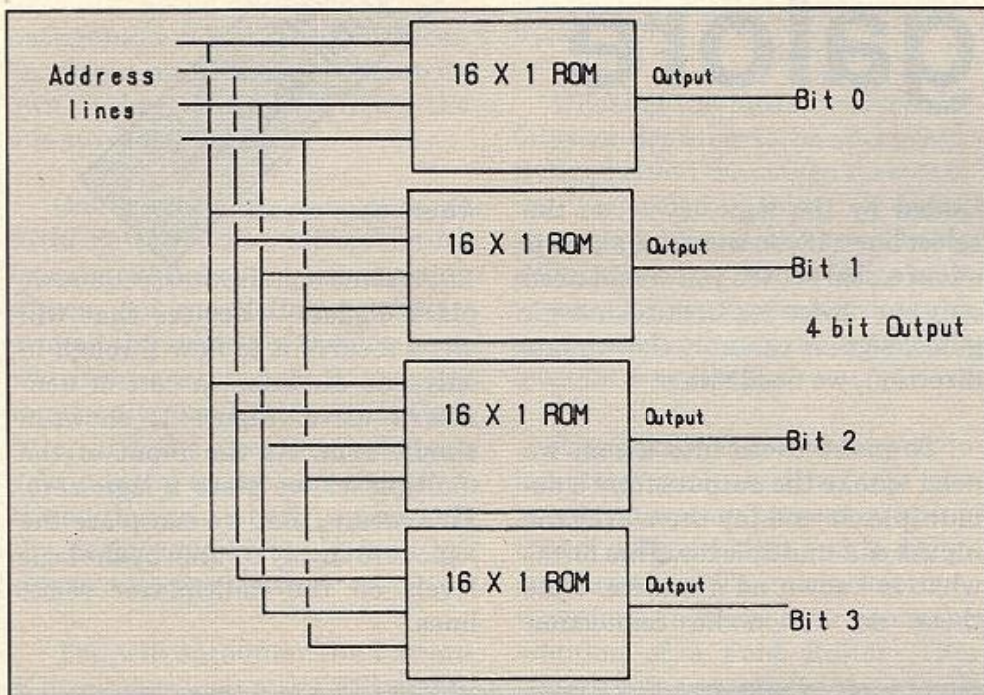 Address
lines
16 X 1 ROM
Output
Bit 0
16 X 1 ROM
Output
Bit 1
4 bit Output
16 X 1 ROM
Output
Bit 2
16 X 1 ROM
Output
Bit 3